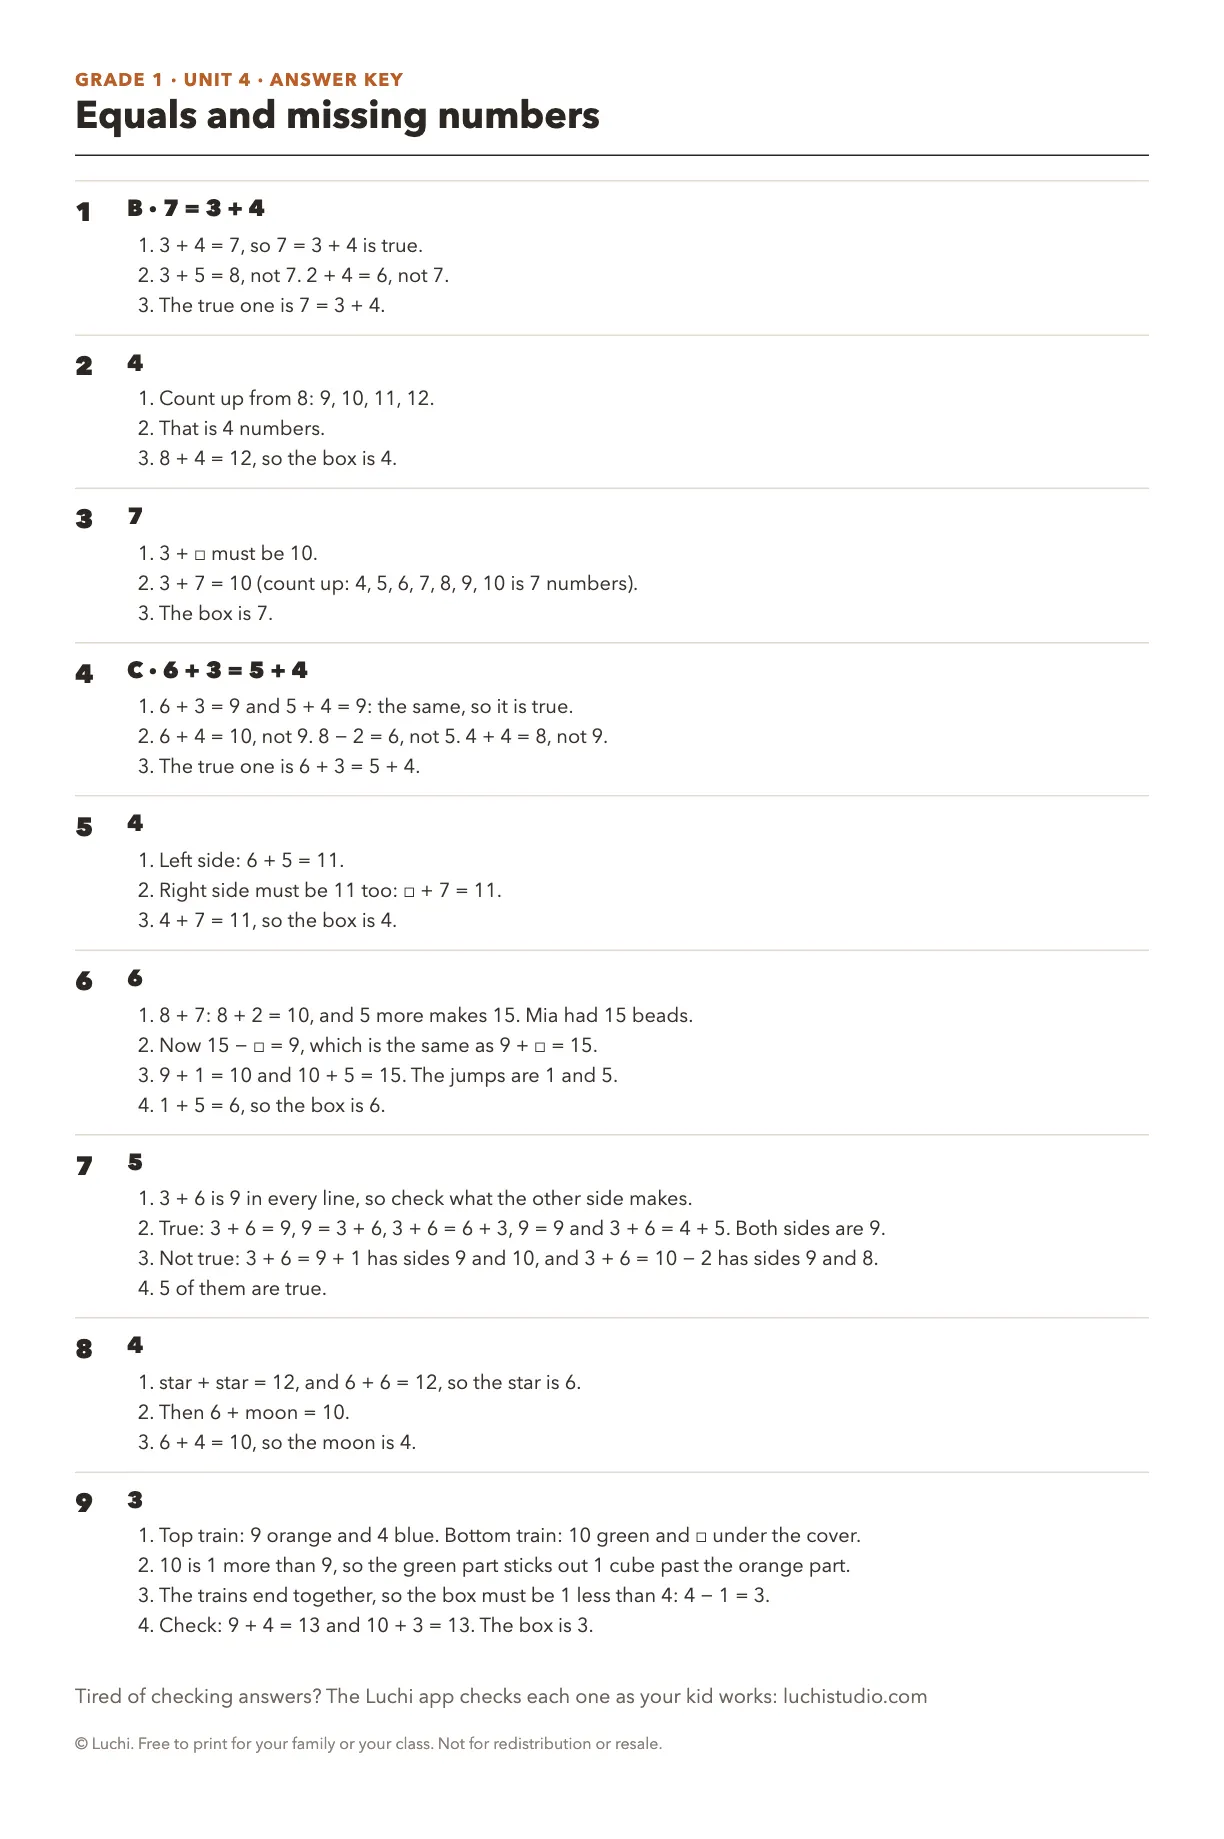 GRADE 1 · UNIT 4 · ANSWER KEY
Equals and missing numbers
1 B · 7 = 3 + 4
1. 3 + 4 = 7, so 7 = 3 + 4 is true.
2. 3 + 5 = 8, not 7. 2 + 4 = 6, not 7.
3. The true one is 7 = 3 + 4.
2 4
1. Count up from 8: 9, 10, 11, 12.
2. That is 4 numbers.
3. 8 + 4 = 12, so the box is 4.
3 7
1. 3 + □ must be 10.
2. 3 + 7 = 10 (count up: 4, 5, 6, 7, 8, 9, 10 is 7 numbers).
3. The box is 7.
4 C · 6 + 3 = 5 + 4
1. 6 + 3 = 9 and 5 + 4 = 9: the same, so it is true.
2. 6 + 4 = 10, not 9. 8 − 2 = 6, not 5. 4 + 4 = 8, not 9.
3. The true one is 6 + 3 = 5 + 4.
5 4
1. Left side: 6 + 5 = 11.
2. Right side must be 11 too: □ + 7 = 11.
3. 4 + 7 = 11, so the box is 4.
6 6
1. 8 + 7: 8 + 2 = 10, and 5 more makes 15. Mia had 15 beads.
2. Now 15 − □ = 9, which is the same as 9 + □ = 15.
3. 9 + 1 = 10 and 10 + 5 = 15. The jumps are 1 and 5.
4. 1 + 5 = 6, so the box is 6.
7 5
1. 3 + 6 is 9 in every line, so check what the other side makes.
2. True: 3 + 6 = 9, 9 = 3 + 6, 3 + 6 = 6 + 3, 9 = 9 and 3 + 6 = 4 + 5. Both sides are 9.
3. Not true: 3 + 6 = 9 + 1 has sides 9 and 10, and 3 + 6 = 10 − 2 has sides 9 and 8.
4. 5 of them are true.
8 4
1. star + star = 12, and 6 + 6 = 12, so the star is 6.
2. Then 6 + moon = 10.
3. 6 + 4 = 10, so the moon is 4.
9 3
1. Top train: 9 orange and 4 blue. Bottom train: 10 green and □ under the cover.
2. 10 is 1 more than 9, so the green part sticks out 1 cube past the orange part.
3. The trains end together, so the box must be 1 less than 4: 4 − 1 = 3.
4. Check: 9 + 4 = 13 and 10 + 3 = 13. The box is 3.
Tired of checking answers? The Luchi app checks each one as your kid works: luchistudio.com
© Luchi. Free to print for your family or your class. Not for redistribution or resale.